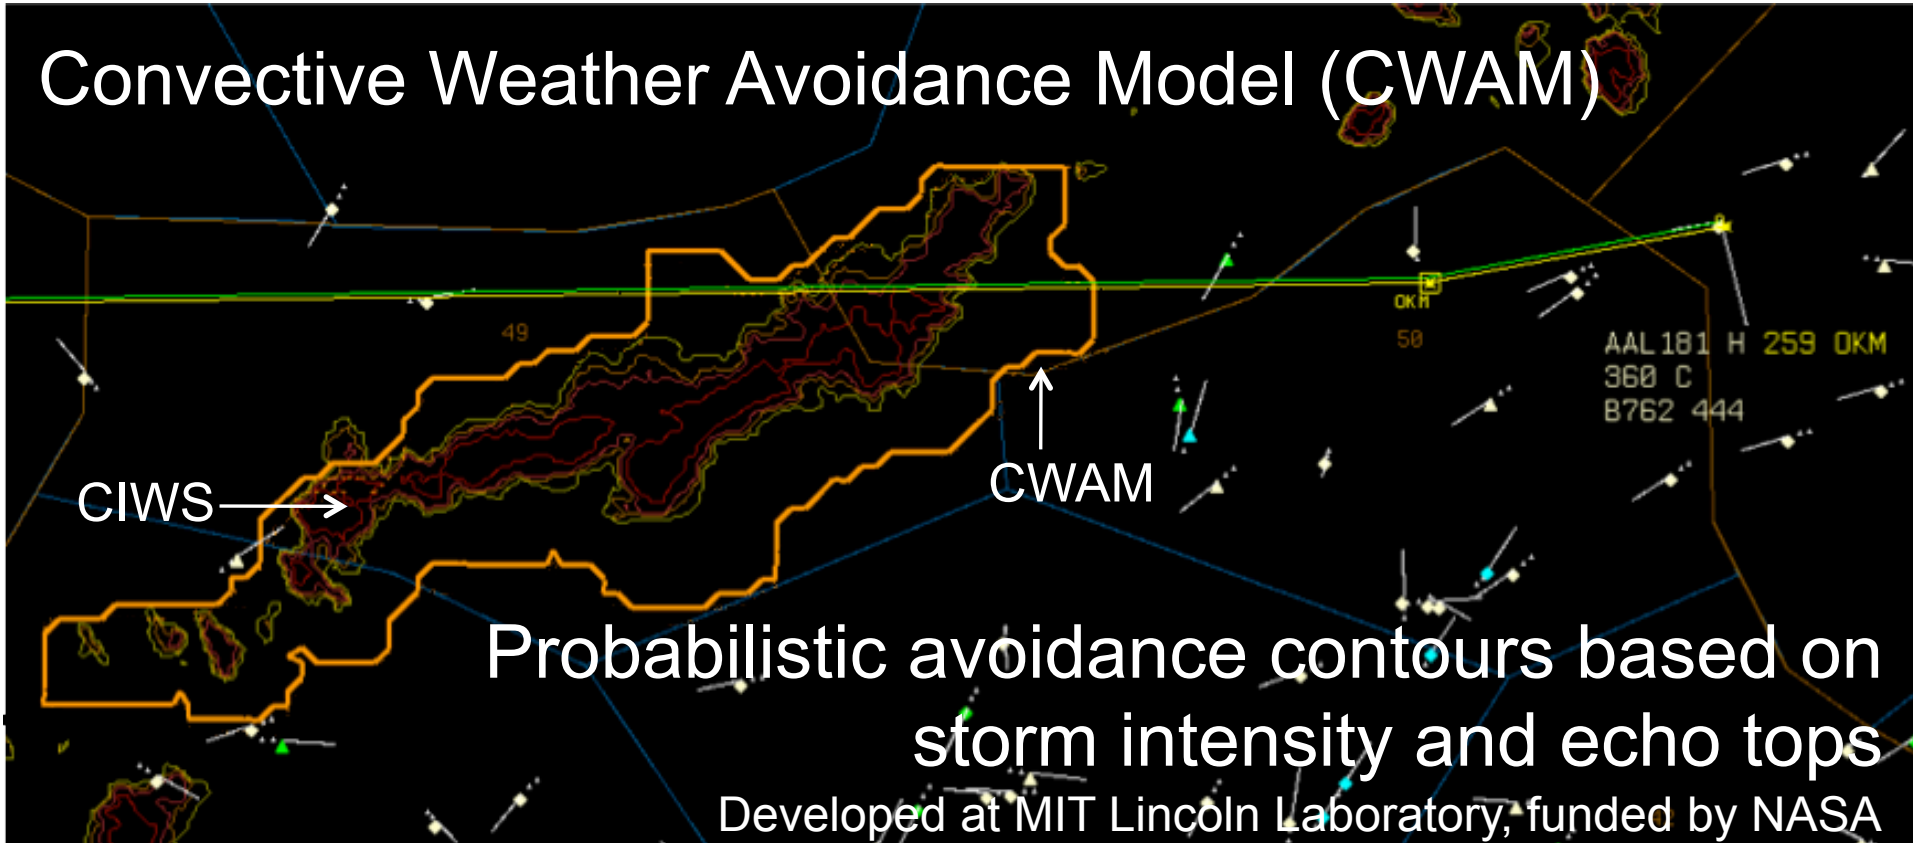 Convective Weather Avoidance Model (CWAM)
OKM
49
50
AAL181 H 259 OKM
360 C
B762 444
CIWS
CWAM
Probabilistic avoidance contours based on
storm intensity and echo tops
Developed at MIT Lincoln Laboratory, funded by NASA